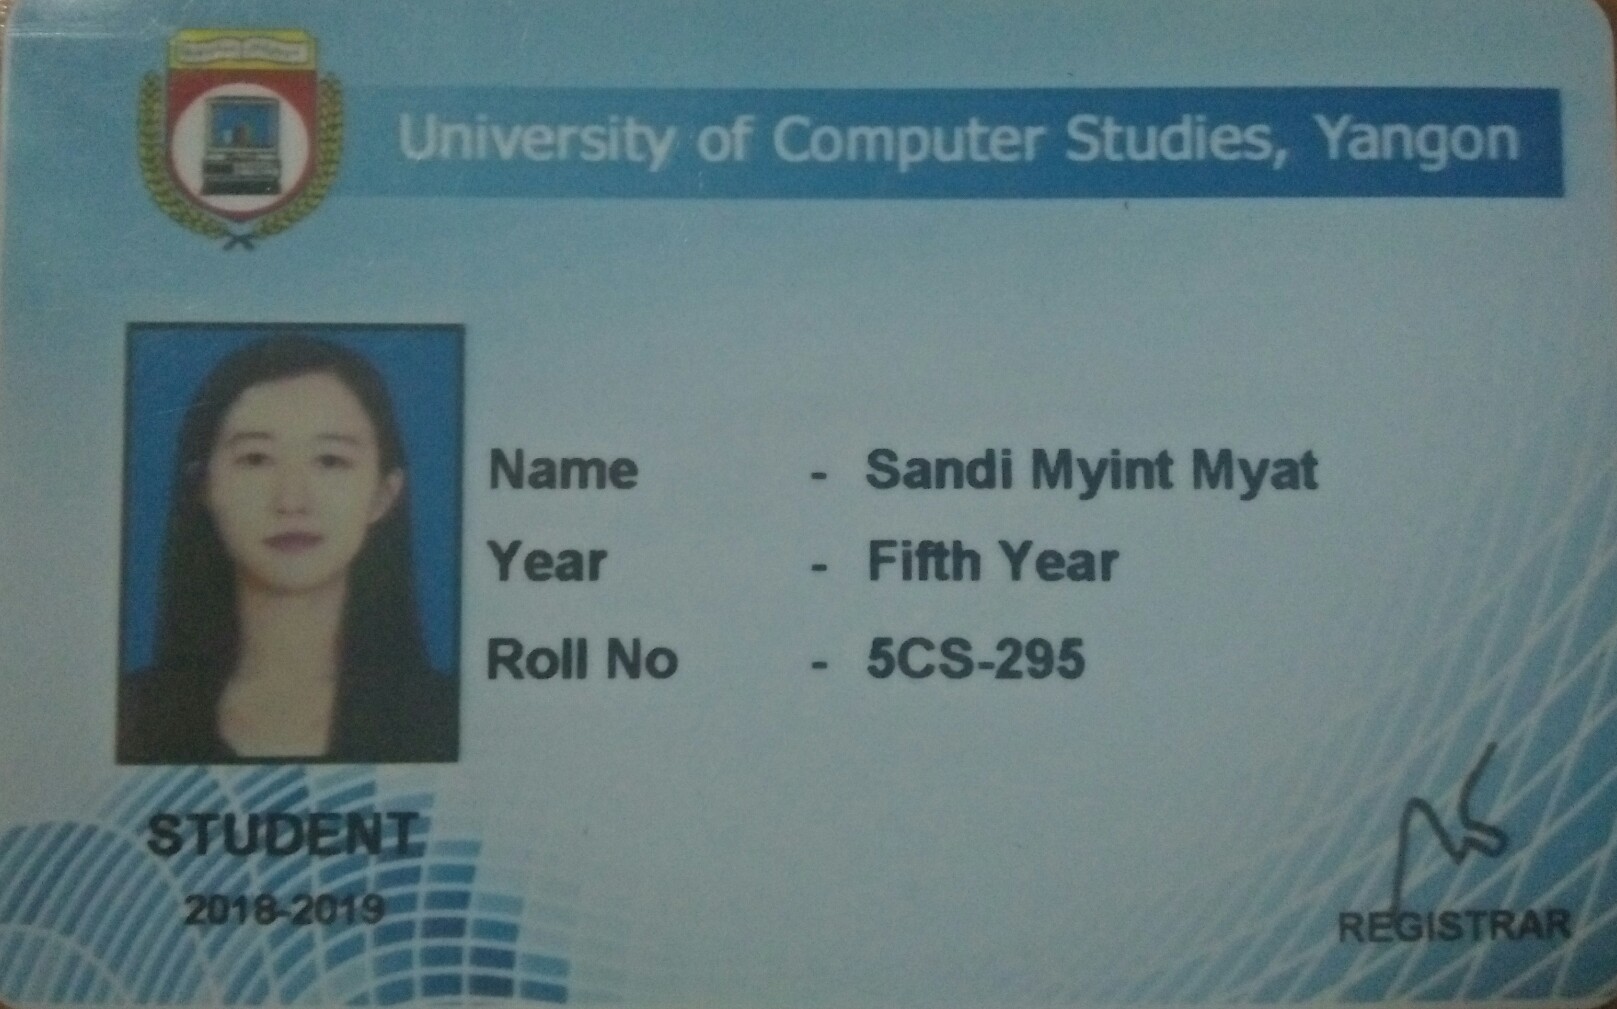 University of Computer Studies, Yangon
Name - Sandi Myint Myat
Year - Fifth Year
Roll No - 5CS-295
STUDENT
2018-2019
REGISTRAR